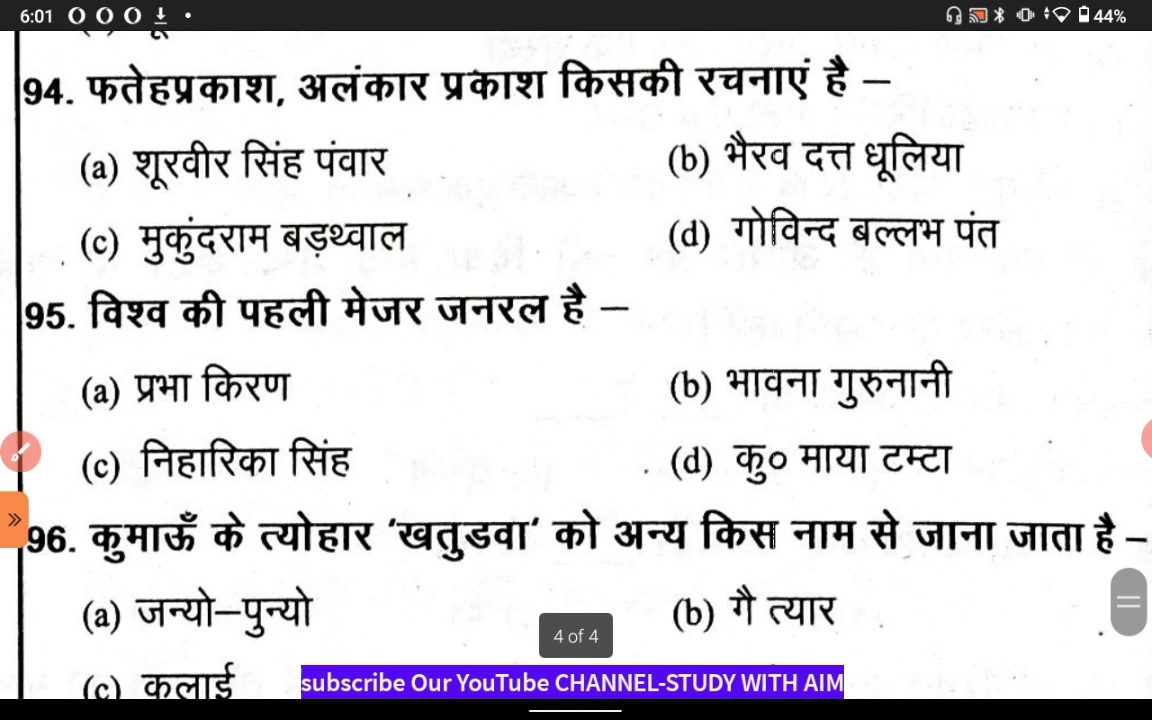 6:01
44%
94. फतेहप्रकाश, अलंकार प्रकाश किसकी रचनाएं है –
(a) शूरवीर सिंह पंवार (b) भैरव दत्त धूलिया
(c) मुकुंदराम बड़थ्वाल (d) गोविन्द बल्लभ पंत
95. विश्व की पहली मेजर जनरल है –
(a) प्रभा किरण (b) भावना गुरुनानी
(c) निहारिका सिंह (d) कु० माया टम्टा
96. कुमाऊँ के त्योहार ‘खतुडवा‘ को अन्य किस नाम से जाना जाता है –
(a) जन्यो–पुन्यो (b) गै त्यार
4 of 4
(c) कलाई
subscribe Our YouTube CHANNEL-STUDY WITH AIM